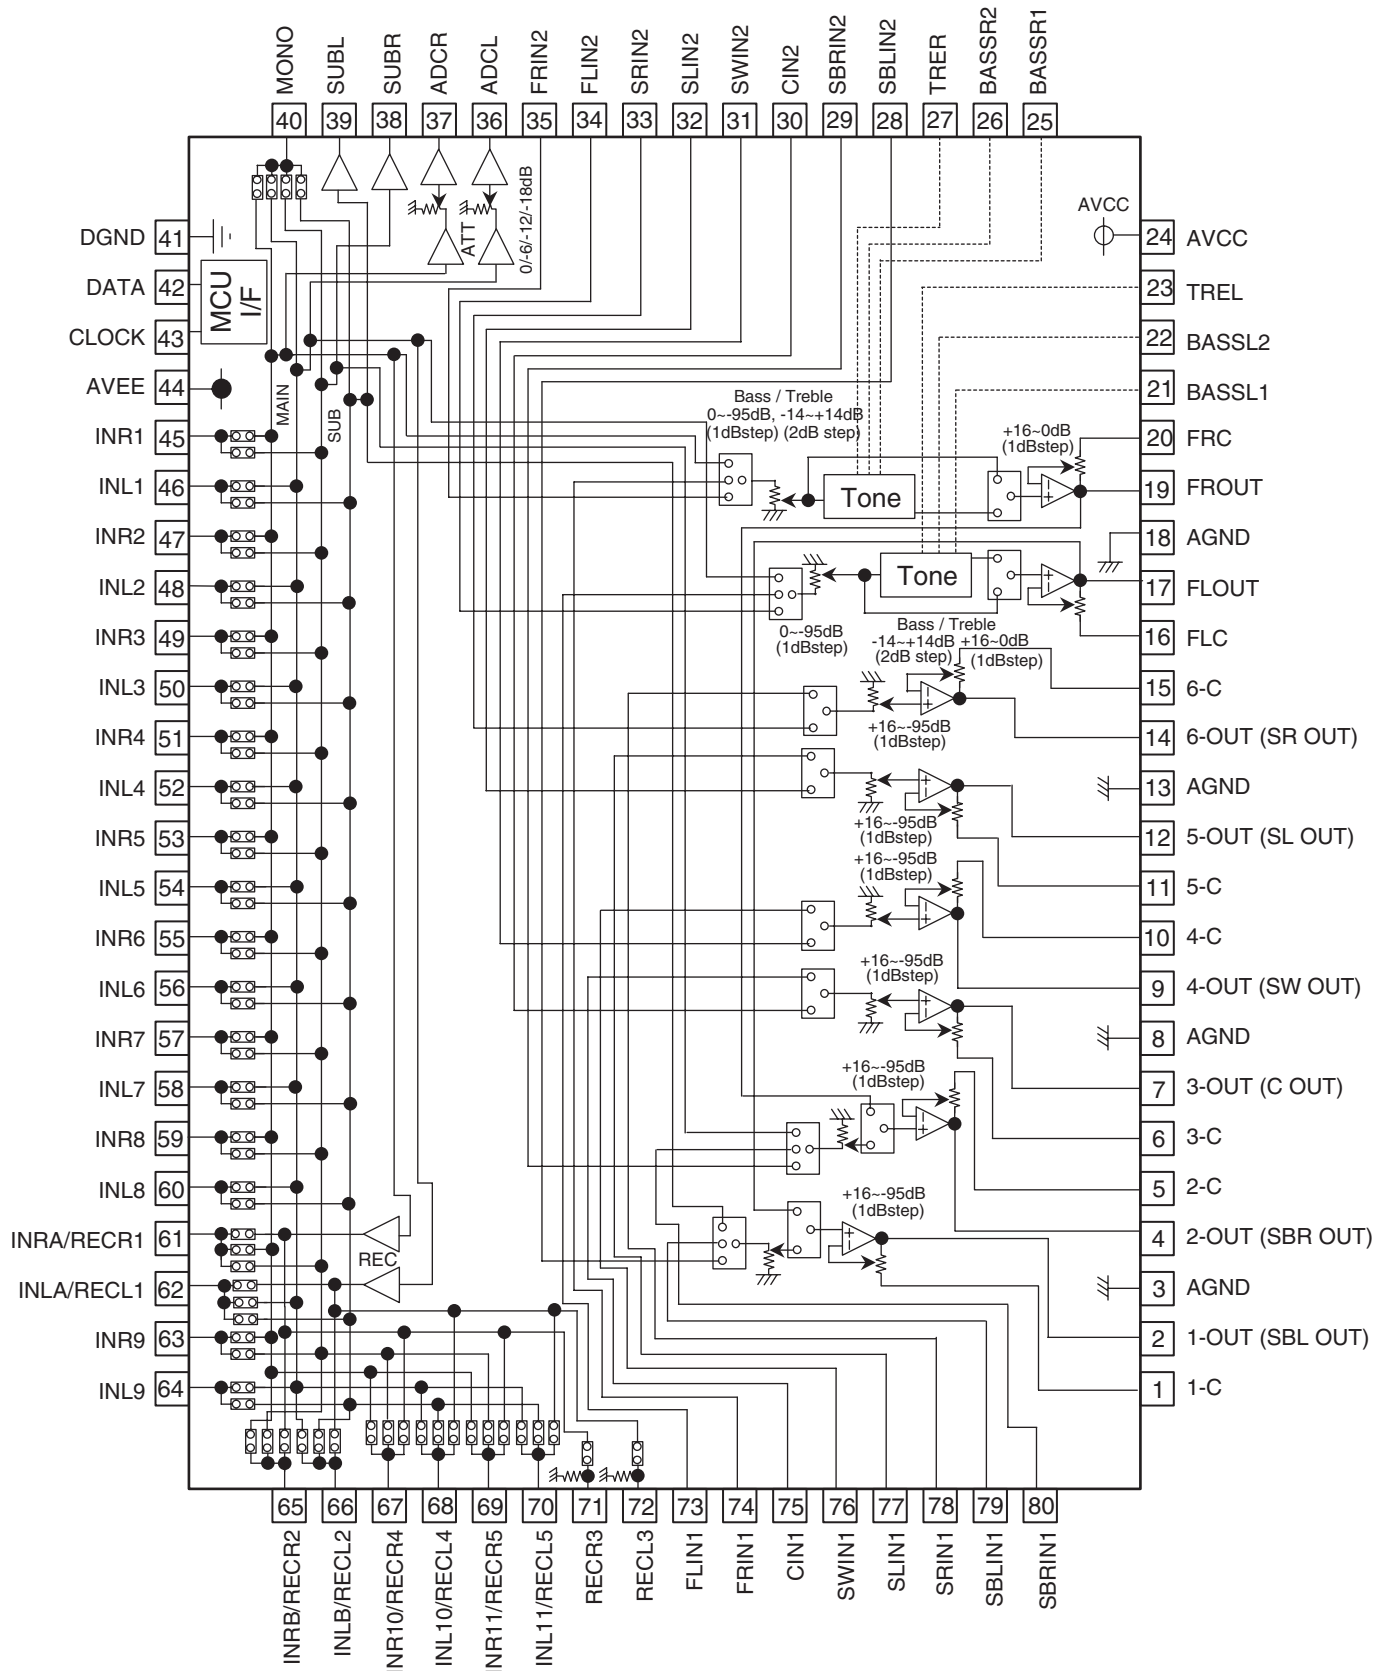 MONO
SUBL
SUBR
ADCR
ADCL
FRIN2
FLIN2
SRIN2
SLIN2
SWIN2
CIN2
SBRIN2
SBLIN2
TRER
BASSR2
BASSR1
40
39
38
37
36
35
34
33
32
31
30
29
28
27
26
25
DGND 41
DATA 42
CLOCK 43
AVEE 44
INR1 45
INL1 46
INR2 47
INL2 48
INR3 49
INL3 50
INR4 51
INL4 52
INR5 53
INL5 54
INR6 55
INL6 56
INR7 57
INL7 58
INR8 59
INL8 60
INRA/RECR1 61
INLA/RECL1 62
INR9 63
INL9 64
MCU
I/F
MAIN
SUB
ATT
0/-6/-12/-18dB
REC
Bass / Treble
0~-95dB, -14~+14dB
(1dBstep) (2dB step)
Tone
+16~0dB
(1dBstep)
Tone
0~-95dB
(1dBstep)
Bass / Treble
-14~+14dB +16~0dB
(2dB step) (1dBstep)
+16~-95dB
(1dBstep)
+16~-95dB
(1dBstep)
+16~-95dB
(1dBstep)
+16~-95dB
(1dBstep)
+16~-95dB
(1dBstep)
+16~-95dB
(1dBstep)
AVCC
24 AVCC
23 TREL
22 BASSL2
21 BASSL1
20 FRC
19 FROUT
18 AGND
17 FLOUT
16 FLC
15 6-C
14 6-OUT (SR OUT)
13 AGND
12 5-OUT (SL OUT)
11 5-C
10 4-C
9 4-OUT (SW OUT)
8 AGND
7 3-OUT (C OUT)
6 3-C
5 2-C
4 2-OUT (SBR OUT)
3 AGND
2 1-OUT (SBL OUT)
1 1-C
65
66
67
68
69
70
71
72
73
74
75
76
77
78
79
80
INRB/RECR2
INLB/RECL2
INR10/RECR4
INL10/RECL4
INR11/RECR5
INL11/RECL5
RECR3
RECL3
FLIN1
FRIN1
CIN1
SWIN1
SLIN1
SRIN1
SBLIN1
SBRIN1